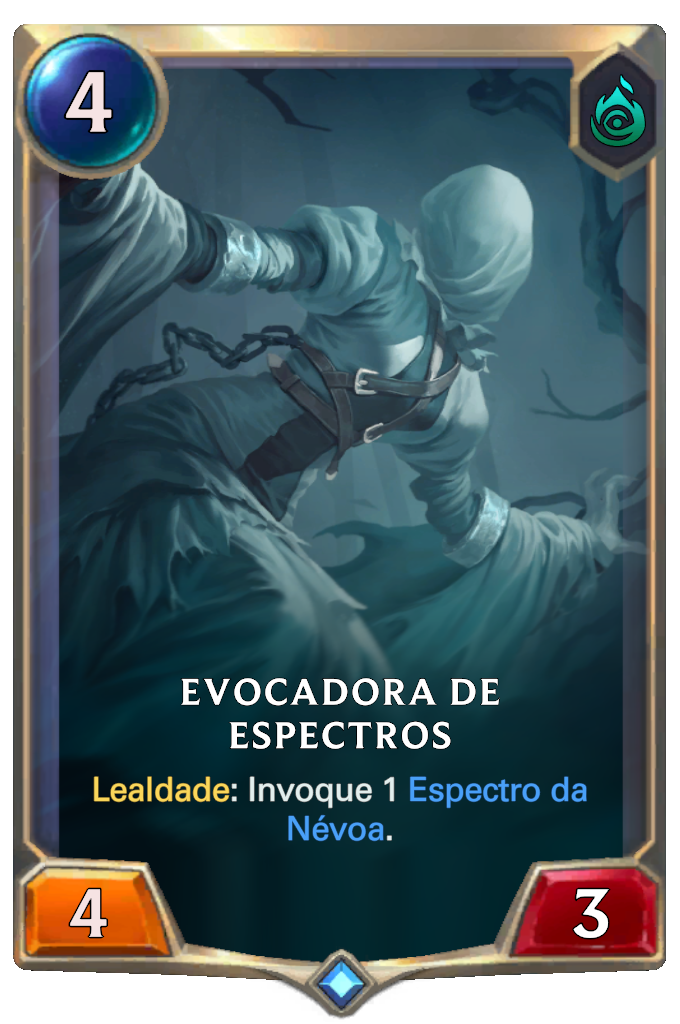 4
EVOCADORA DE
ESPECTROS
Lealdade: Invoque 1 Espectro da
Névoa.
4
3